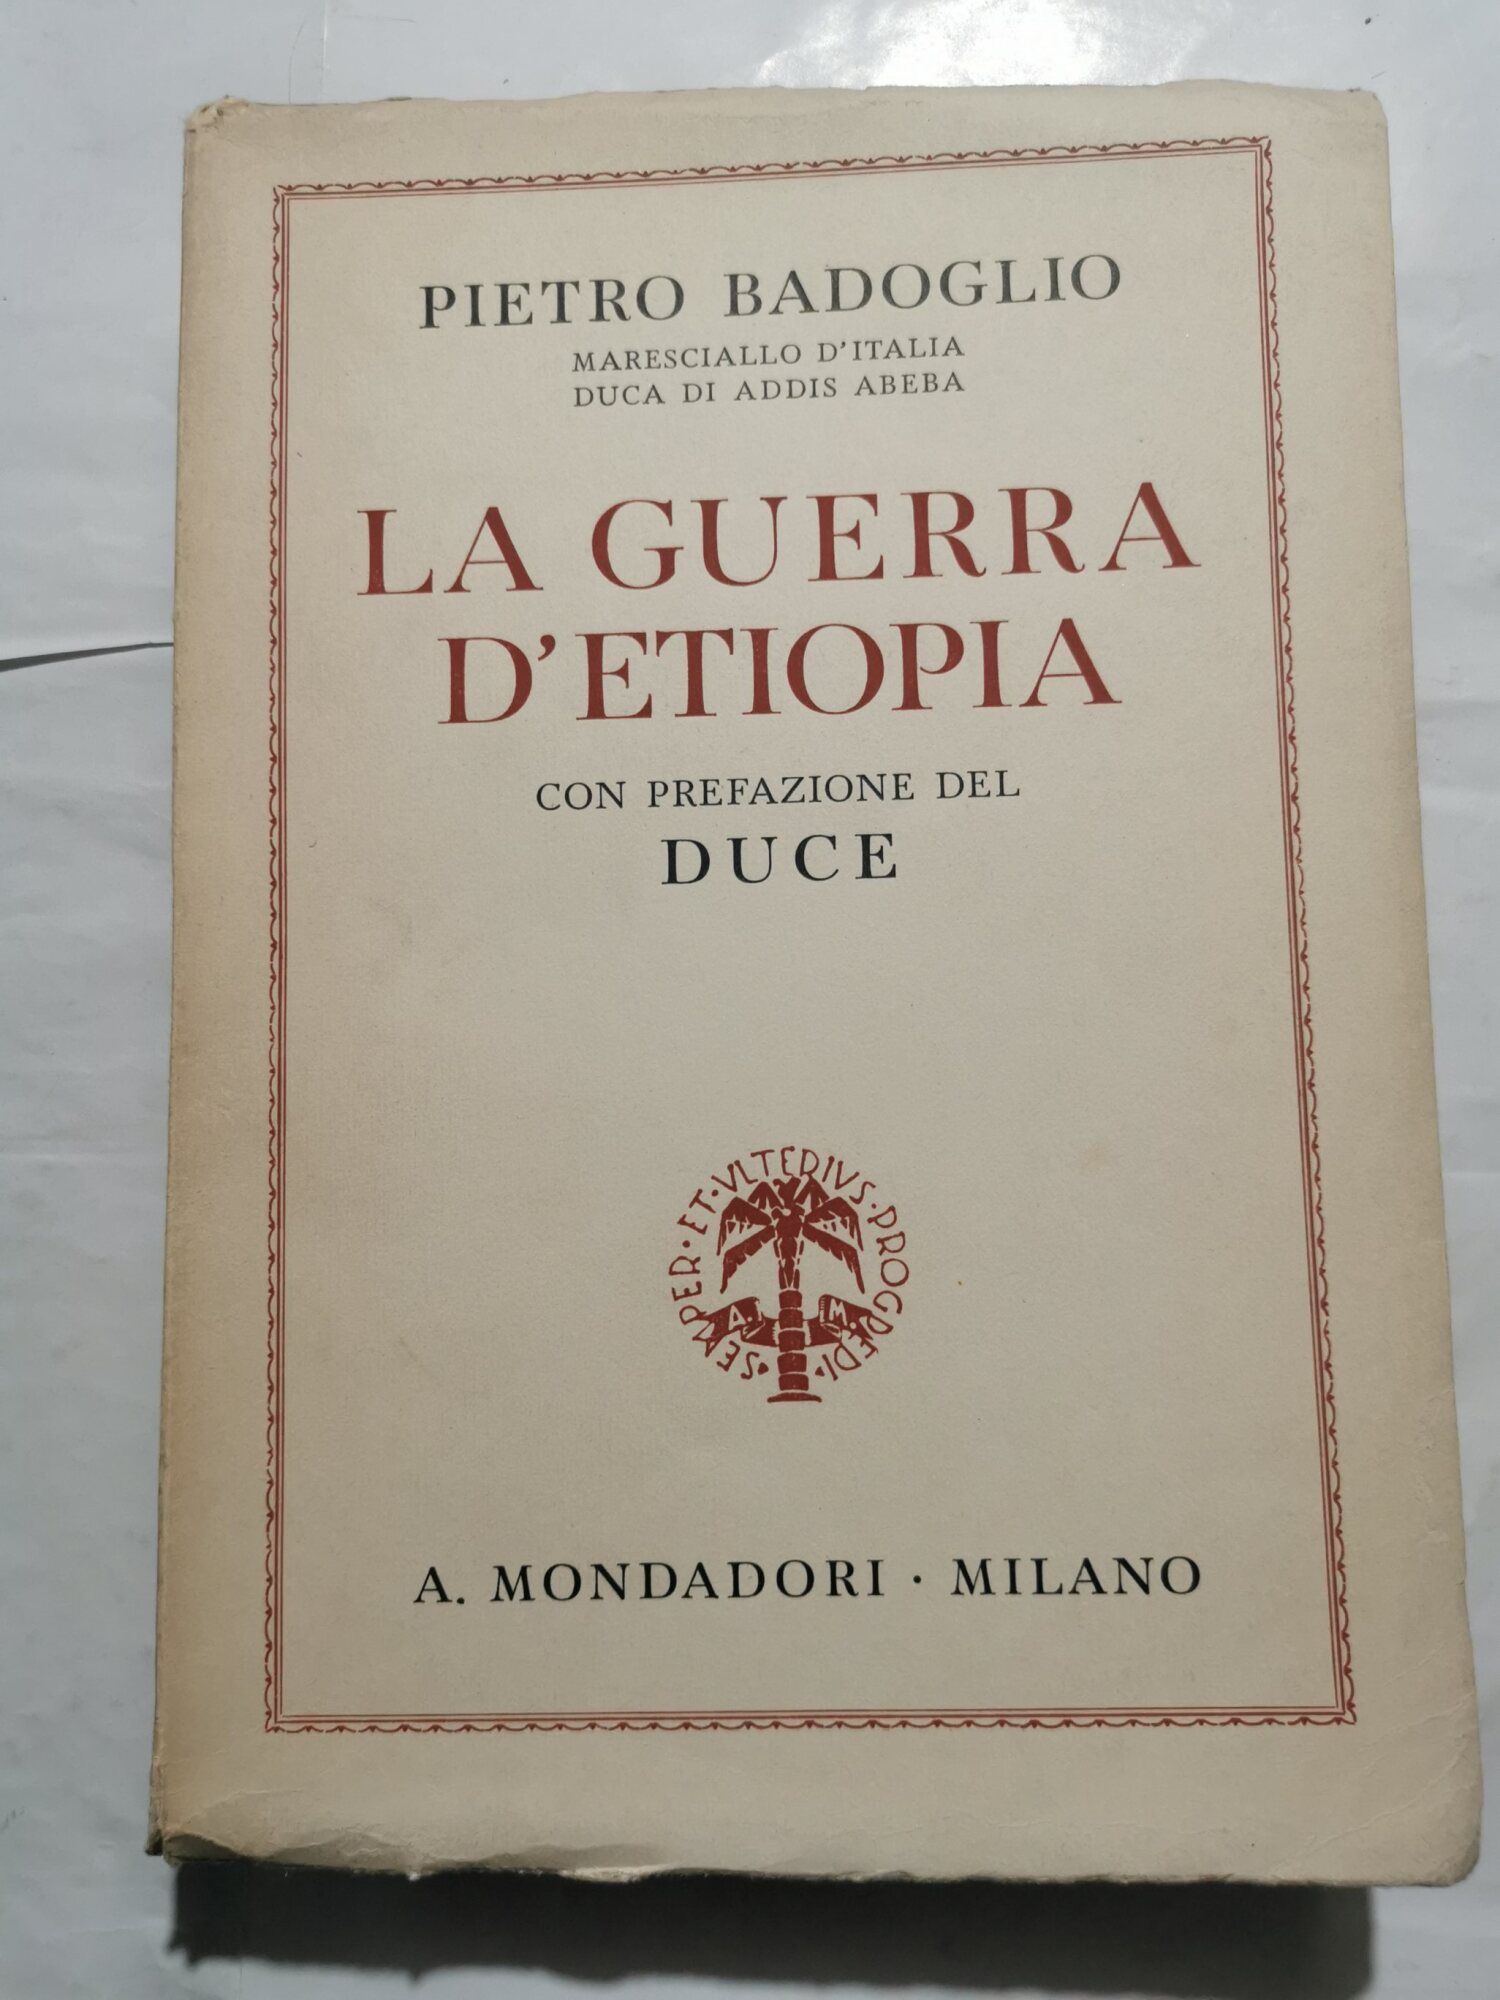 PIETRO BADOGLIO
MARESCIALLO D'ITALIA
DUCA DI ADDIS ABEBA
LA GUERRA
D'ETIOPIA
CON PREFAZIONE DEL
DUCE
SEMPER·ET·VLTERIVS·PROGREDI·
A. M.
A. MONDADORI · MILANO